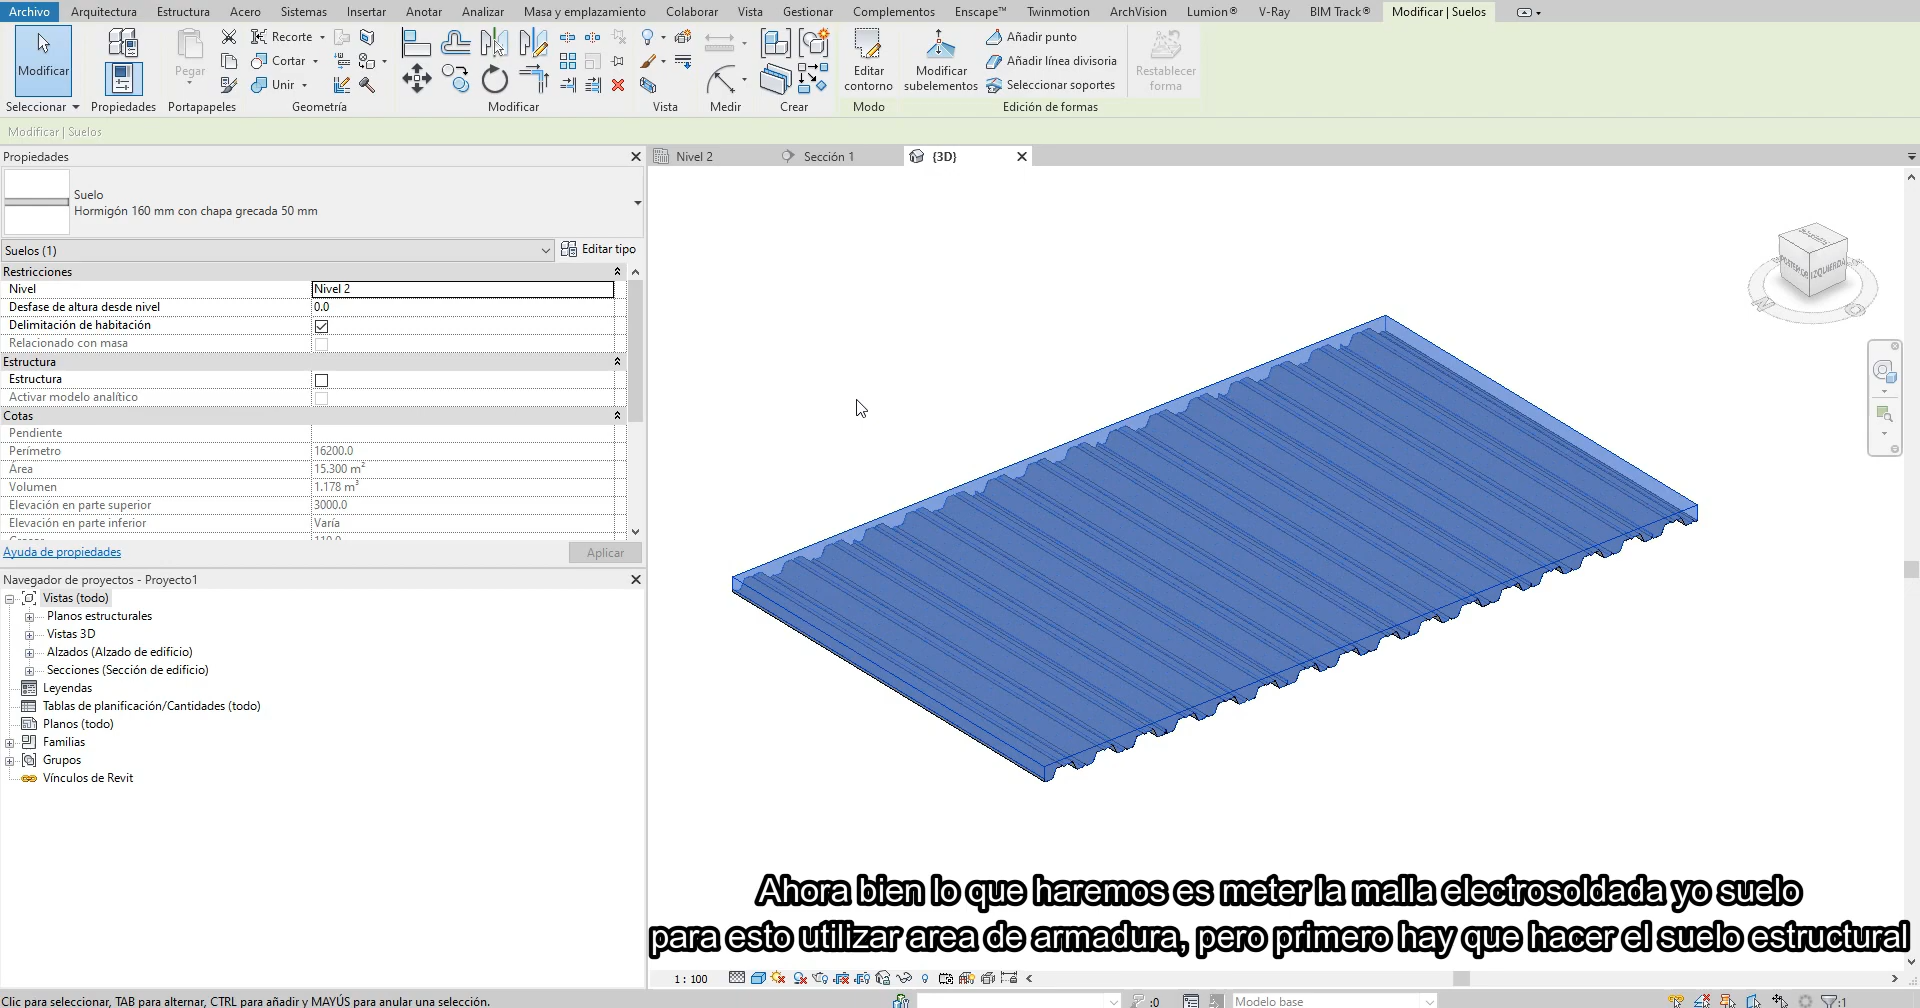 Archivo Arquitectura Estructura Acero Sistemas Insertar Anotar Analizar Masa y emplazamiento Colaborar Vista Gestionar Complementos Enscape™ Twinmotion ArchVision Lumion® V-Ray BIM Track® Modificar | Suelos
Modificar
Seleccionar
Propiedades
Pegar
Portapapeles
Recorte
Cortar
Unir
Geometría
Modificar
Vista
Medir
Crear
Editar
contorno
Modo
Modificar
subelementos
Añadir punto
Añadir línea divisoria
Seleccionar soportes
Edición de formas
Restablecer
forma
Modificar | Suelos
Propiedades
Suelo
Hormigón 160 mm con chapa grecada 50 mm
Suelos (1)
Editar tipo
Restricciones
Nivel Nivel 2
Desfase de altura desde nivel 0.0
Delimitación de habitación
Relacionado con masa
Estructura
Estructura
Activar modelo analítico
Cotas
Pendiente
Perímetro 16200.0
Área 15.300 m²
Volumen 1.178 m³
Elevación en parte superior 3000.0
Elevación en parte inferior Varía
Ayuda de propiedades
Aplicar
Navegador de proyectos - Proyecto1
Vistas (todo)
Planos estructurales
Vistas 3D
Alzados (Alzado de edificio)
Secciones (Sección de edificio)
Leyendas
Tablas de planificación/Cantidades (todo)
Planos (todo)
Familias
Grupos
Vínculos de Revit
Nivel 2
Sección 1
{3D}
POSTERIOR
IZQUIERDA
Ahora bien lo que haremos es meter la malla electrosoldada yo suelo
para esto utilizar area de armadura, pero primero hay que hacer el suelo estructural
1 : 100
Clic para seleccionar, TAB para alternar, CTRL para añadir y MAYÚS para anular una selección.
:0
Modelo base
:1